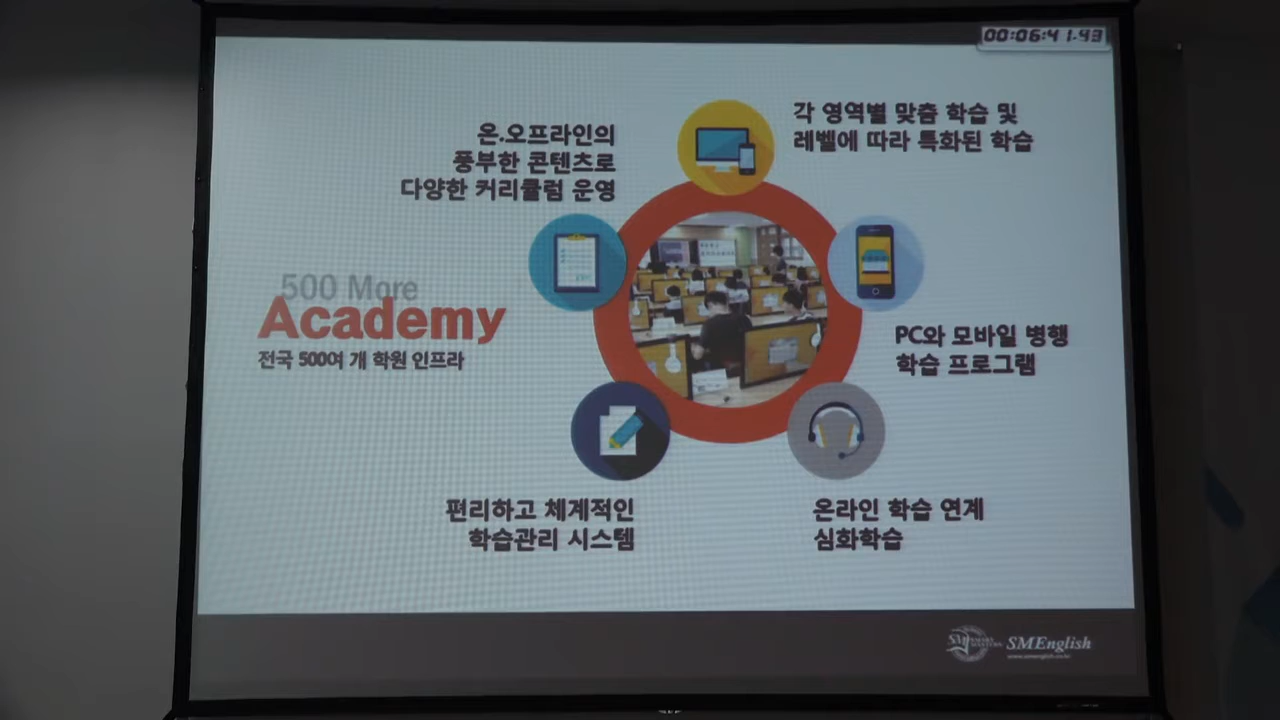 00:06:41.93
각 영역별 맞춤 학습 및
레벨에 따라 특화된 학습
온.오프라인의
풍부한 콘텐츠로
다양한 커리큘럼 운영
500 More
Academy
전국 500여 개 학원 인프라
PC와 모바일 병행
학습 프로그램
편리하고 체계적인
학습관리 시스템
온라인 학습 연계
심화학습
SMEnglish
www.smenglish.co.kr